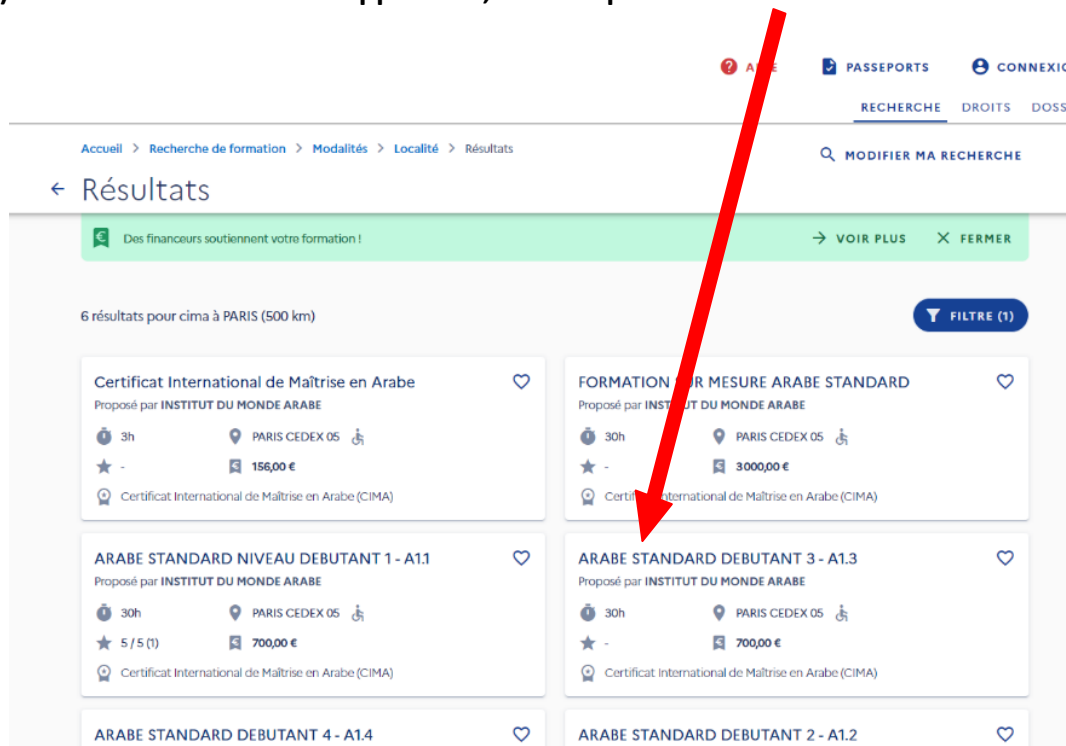 PASSEPORTS
RECHERCHE DROITS
Accueil > Recherche de formation > Modalités > Localité > Résultats
MODIFIER MA RECHERCHE
← Résultats
Des financeurs soutiennent votre formation !
→ VOIR PLUS
× FERMER
6 résultats pour cima à PARIS (500 km)
FILTRE (1)
Certificat International de Maîtrise en Arabe
Proposé par INSTITUT DU MONDE ARABE
3h
PARIS CEDEX 05
-
156,00 €
Certificat International de Maîtrise en Arabe (CIMA)
FORMATION SUR MESURE ARABE STANDARD
Proposé par INSTITUT DU MONDE ARABE
30h
PARIS CEDEX 05
-
3 000,00 €
Certificat International de Maîtrise en Arabe (CIMA)
ARABE STANDARD NIVEAU DEBUTANT 1 - A1.1
Proposé par INSTITUT DU MONDE ARABE
30h
PARIS CEDEX 05
5 / 5 (1)
700,00 €
Certificat International de Maîtrise en Arabe (CIMA)
ARABE STANDARD DEBUTANT 3 - A1.3
Proposé par INSTITUT DU MONDE ARABE
30h
PARIS CEDEX 05
-
700,00 €
Certificat International de Maîtrise en Arabe (CIMA)
ARABE STANDARD DEBUTANT 4 - A1.4
ARABE STANDARD DEBUTANT 2 - A1.2